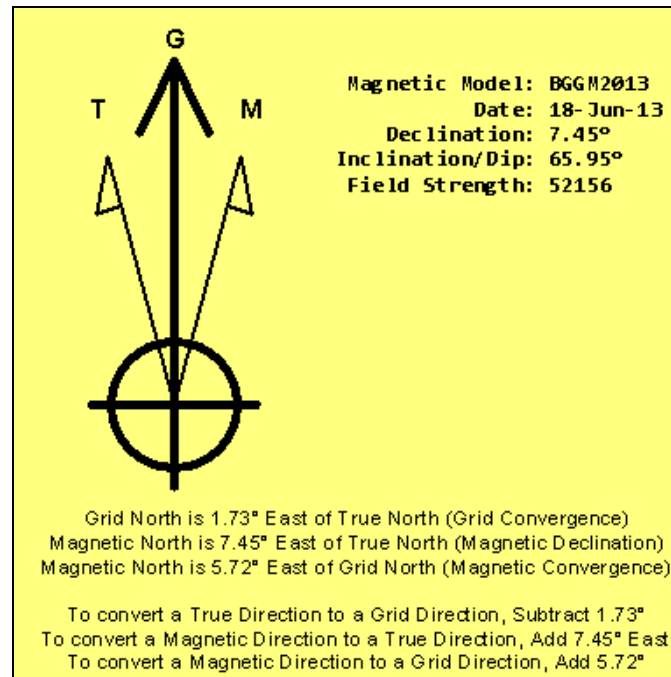 G
T
M
Magnetic Model: BGGM2013
Date: 18-Jun-13
Declination: 7.45°
Inclination/Dip: 65.95°
Field Strength: 52156
Grid North is 1.73° East of True North (Grid Convergence)
Magnetic North is 7.45° East of True North (Magnetic Declination)
Magnetic North is 5.72° East of Grid North (Magnetic Convergence)
To convert a True Direction to a Grid Direction, Subtract 1.73°
To convert a Magnetic Direction to a True Direction, Add 7.45° East
To convert a Magnetic Direction to a Grid Direction, Add 5.72°